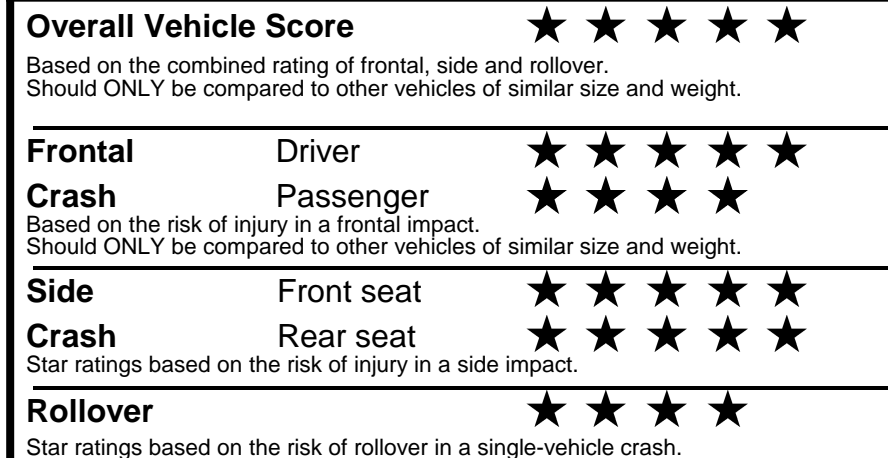 Overall Vehicle Score ★ ★ ★ ★ ★
Based on the combined rating of frontal, side and rollover.
Should ONLY be compared to other vehicles of similar size and weight.
Frontal Driver ★ ★ ★ ★ ★
Crash Passenger ★ ★ ★ ★
Based on the risk of injury in a frontal impact.
Should ONLY be compared to other vehicles of similar size and weight.
Side Front seat ★ ★ ★ ★ ★
Crash Rear seat ★ ★ ★ ★ ★
Star ratings based on the risk of injury in a side impact.
Rollover ★ ★ ★ ★
Star ratings based on the risk of rollover in a single-vehicle crash.